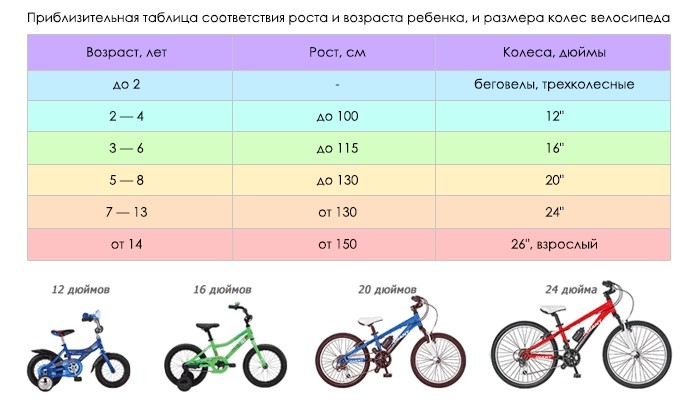 Приблизительная таблица соответствия роста и возраста ребенка, и размера колес велосипеда
Возраст, лет Рост, см Колеса, дюймы
до 2 - беговелы, трехколесные
2 — 4 до 100 12"
3 — 6 до 115 16"
5 — 8 до 130 20"
7 — 13 от 130 24"
от 14 от 150 26", взрослый
12 дюймов 16 дюймов 20 дюймов 24 дюйма